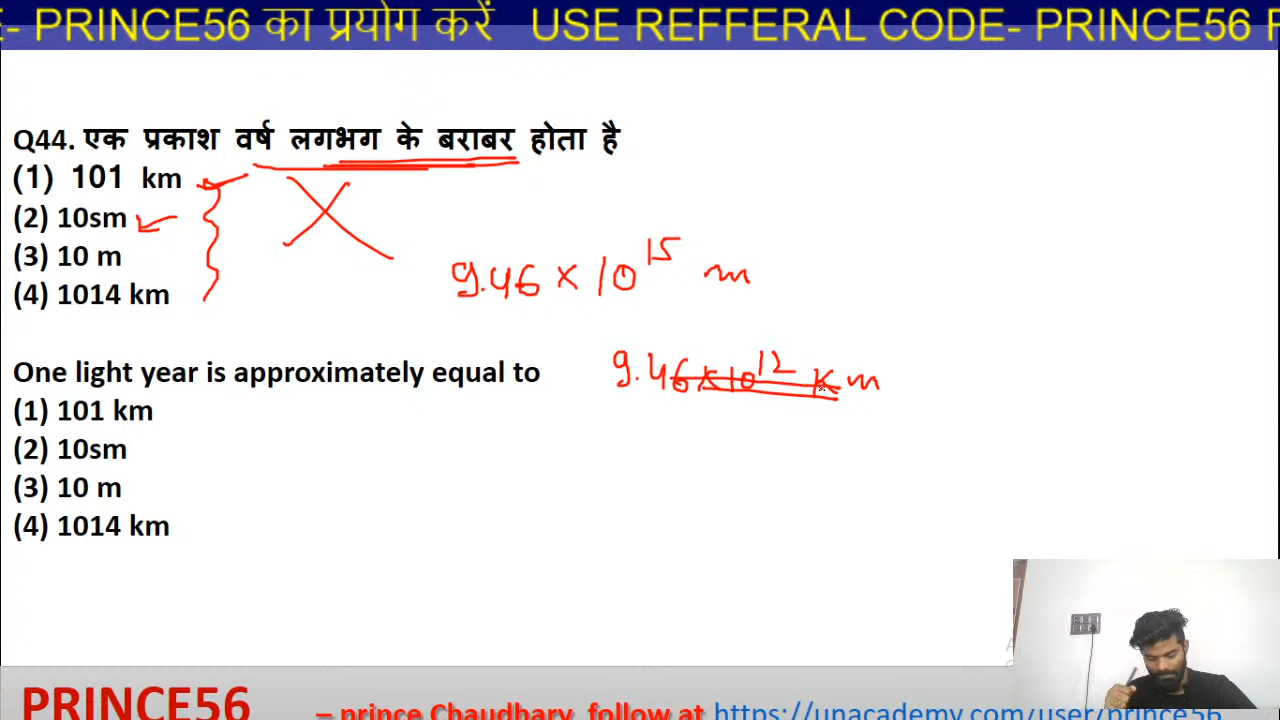 - PRINCE56 का प्रयोग करें USE REFFERAL CODE- PRINCE56
Q44. एक प्रकाश वर्ष लगभग के बराबर होता है
(1) 101 km
(2) 10sm
(3) 10 m
(4) 1014 km
9.46 × 10¹⁵ m
One light year is approximately equal to
9.46×10¹² Km
(1) 101 km
(2) 10sm
(3) 10 m
(4) 1014 km
PRINCE56
– prince Chaudhary follow at https://unacademy.com/user/prince56